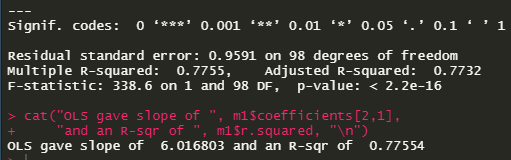 ---
Signif. codes:  0 ‘***’ 0.001 ‘**’ 0.01 ‘*’ 0.05 ‘.’ 0.1 ‘ ’ 1
Residual standard error: 0.9591 on 98 degrees of freedom
Multiple R-squared:  0.7755,    Adjusted R-squared:  0.7732
F-statistic: 338.6 on 1 and 98 DF,  p-value: < 2.2e-16
> cat("OLS gave slope of ", m1$coefficients[2,1],
+     "and an R-sqr of ", m1$r.squared, "\n")
OLS gave slope of  6.016803 and an R-sqr of  0.77554
>